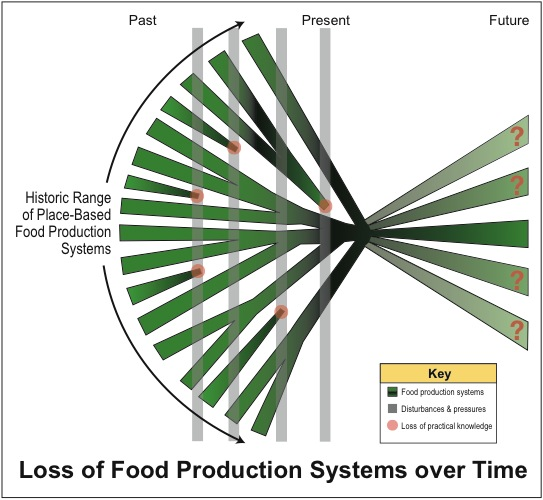 Past
Present
Future
Historic Range
of Place-Based
Food Production
Systems
?
?
?
?
Key
Food production systems
Disturbances & pressures
Loss of practical knowledge
Loss of Food Production Systems over Time